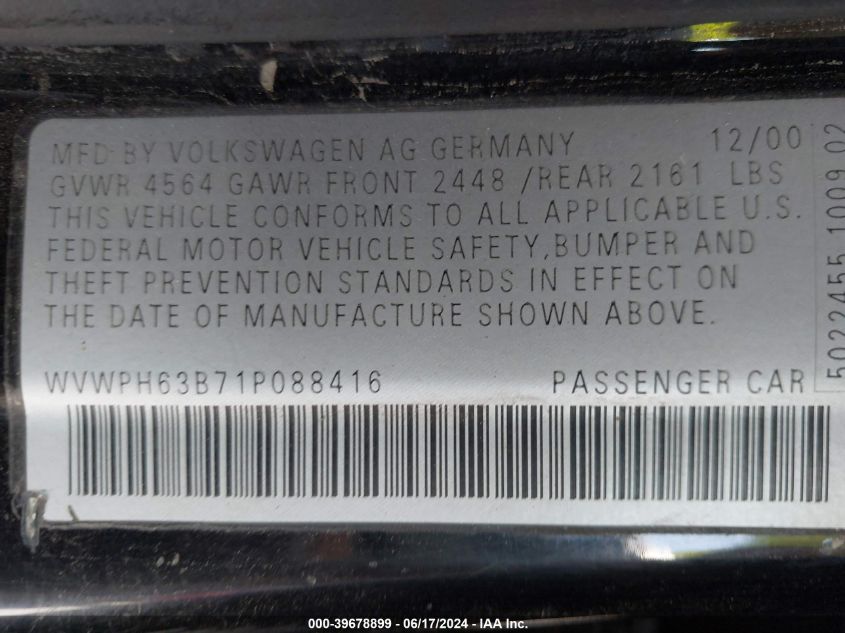 MFD BY VOLKSWAGEN AG GERMANY 12/00
GVWR 4564 GAWR FRONT 2448 /REAR 2161 LBS
THIS VEHICLE CONFORMS TO ALL APPLICABLE U.S.
FEDERAL MOTOR VEHICLE SAFETY,BUMPER AND
THEFT PREVENTION STANDARDS IN EFFECT ON
THE DATE OF MANUFACTURE SHOWN ABOVE.
WVWPH63B71P088416 PASSENGER CAR
5022455 1009 02
000-39678899 - 06/17/2024 - IAA Inc.